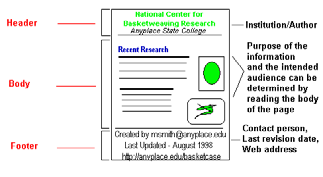 Header
National Center for
Basketweaving Research
Anyplace State College
Institution/Author
Recent Research
Body
Purpose of the
information
and the intended
audience can be
determined by
reading the body
of the page
Footer
Created by msmith@anyplace.edu
Last Updated - August 1998
http://anyplace.edu/basketcase
Contact person,
Last revision date,
Web address